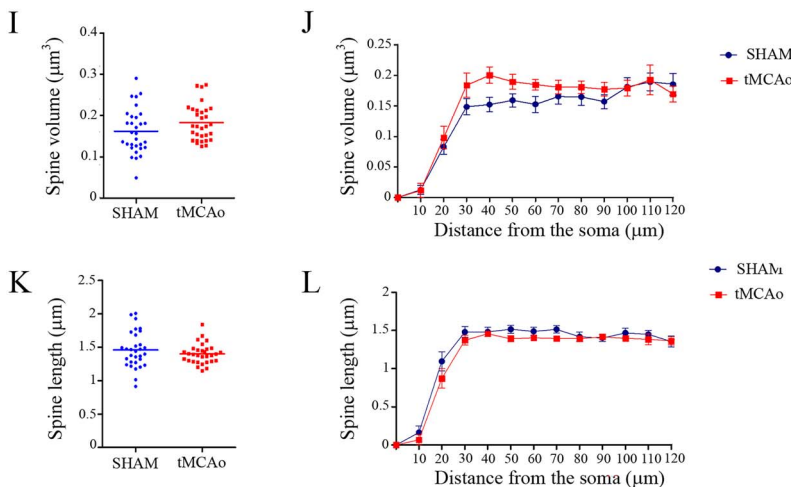 I
Spine volume (μm³)
0.4
0.3
0.2
0.1
0
SHAM
tMCAo
J
Spine volume (μm)
0.25
0.2
0.15
0.1
0.05
0
10 20 30 40 50 60 70 80 90 100 110 120
Distance from the soma (μm)
SHAM
tMCAo
K
Spine length (μm)
2.5
2
1.5
1
0.5
0
SHAM
tMCAo
L
Spine length (μm)
2
1.5
1
0.5
0
10 20 30 40 50 60 70 80 90 100 110 120
Distance from the soma (μm)
SHAM
tMCAo